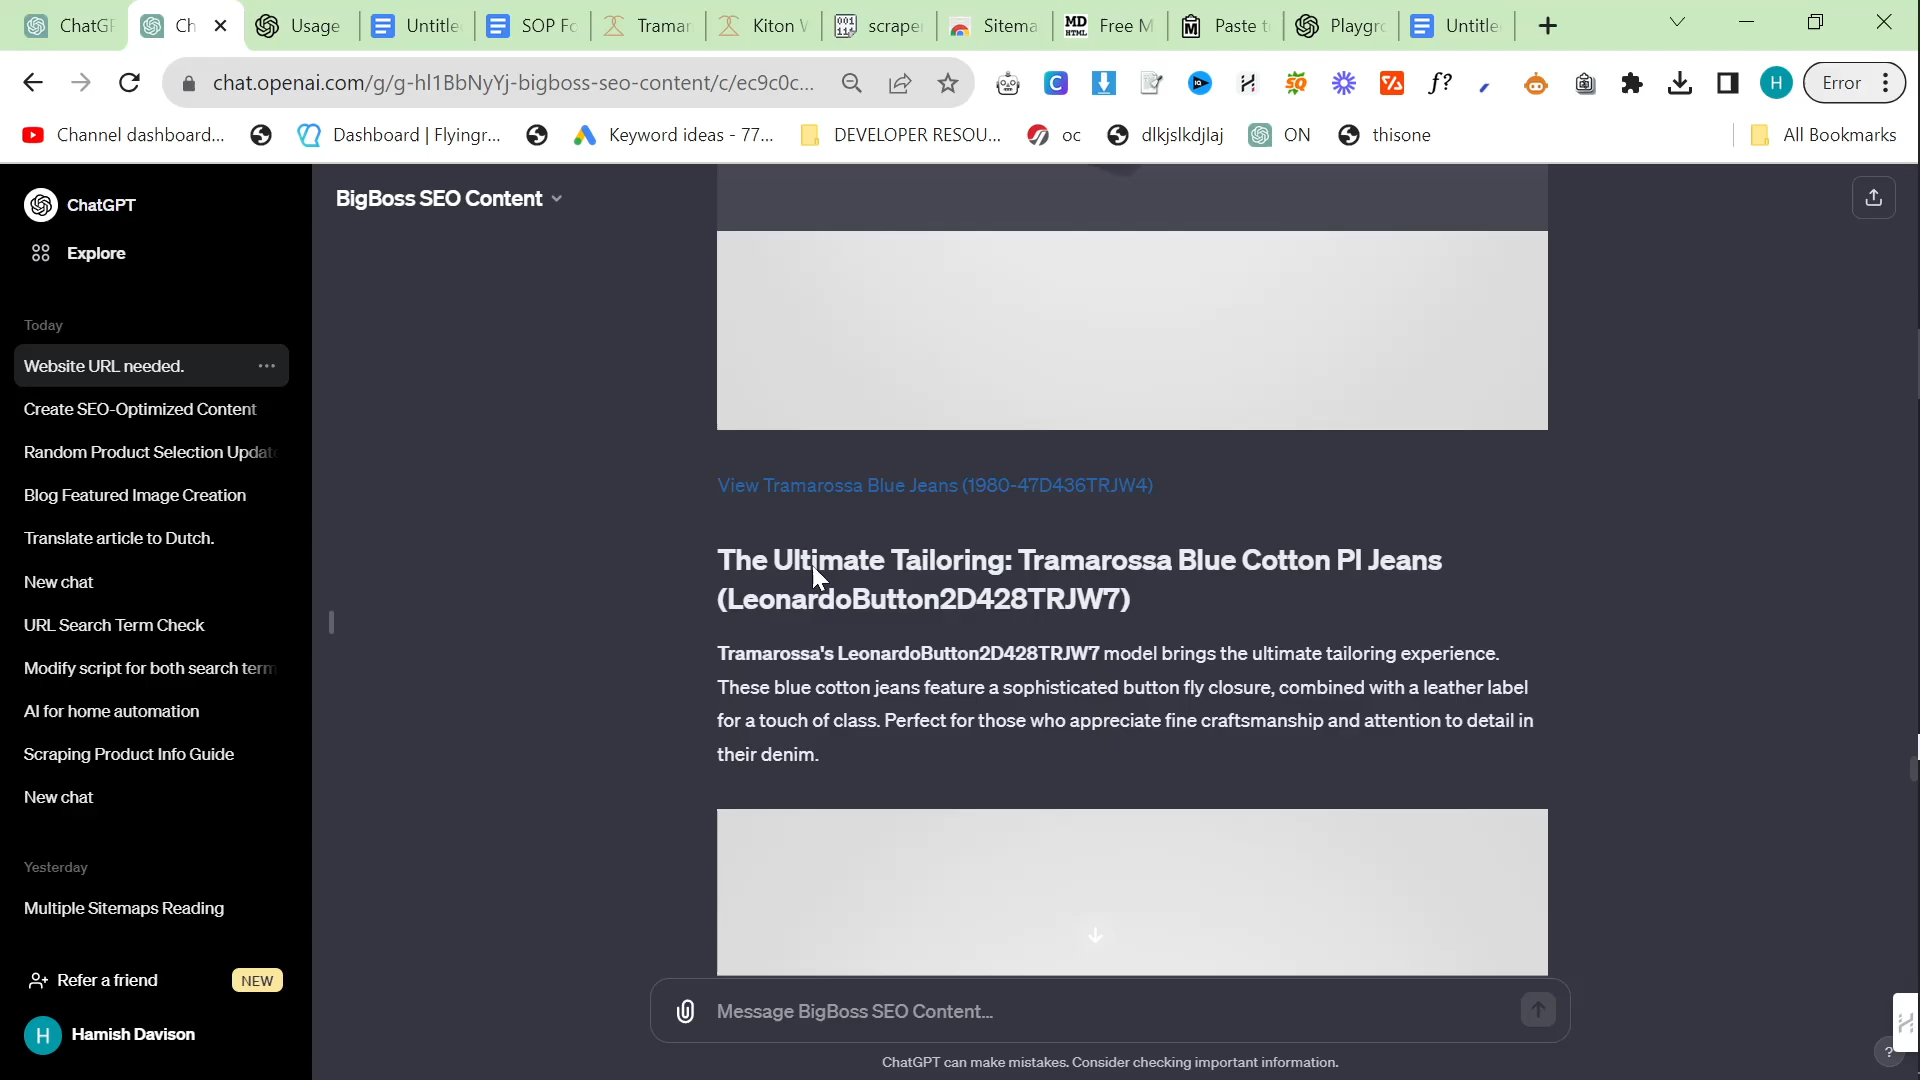 ChatGF
Ch
Usage
Untitle
SOP Fo
Tramar
Kiton W
scraper
Sitema
Free M
Paste t
Playgro
Untitle
chat.openai.com/g/g-hl1BbNyYj-bigboss-seo-content/c/ec9c0c...
Error
Channel dashboard...
Dashboard | Flyingr...
Keyword ideas - 77...
DEVELOPER RESOU...
oc
dlkjslkdjlaj
ON
thisone
All Bookmarks
ChatGPT
Explore
Today
Website URL needed.
Create SEO-Optimized Content
Random Product Selection Updat
Blog Featured Image Creation
Translate article to Dutch.
New chat
URL Search Term Check
Modify script for both search term
AI for home automation
Scraping Product Info Guide
New chat
Yesterday
Multiple Sitemaps Reading
Refer a friend
NEW
H
Hamish Davison
BigBoss SEO Content
View Tramarossa Blue Jeans (1980-47D436TRJW4)
The Ultimate Tailoring: Tramarossa Blue Cotton Pl Jeans
(LeonardoButton2D428TRJW7)
Tramarossa's LeonardoButton2D428TRJW7 model brings the ultimate tailoring experience.
These blue cotton jeans feature a sophisticated button fly closure, combined with a leather label
for a touch of class. Perfect for those who appreciate fine craftsmanship and attention to detail in
their denim.
Message BigBoss SEO Content...
ChatGPT can make mistakes. Consider checking important information.
?